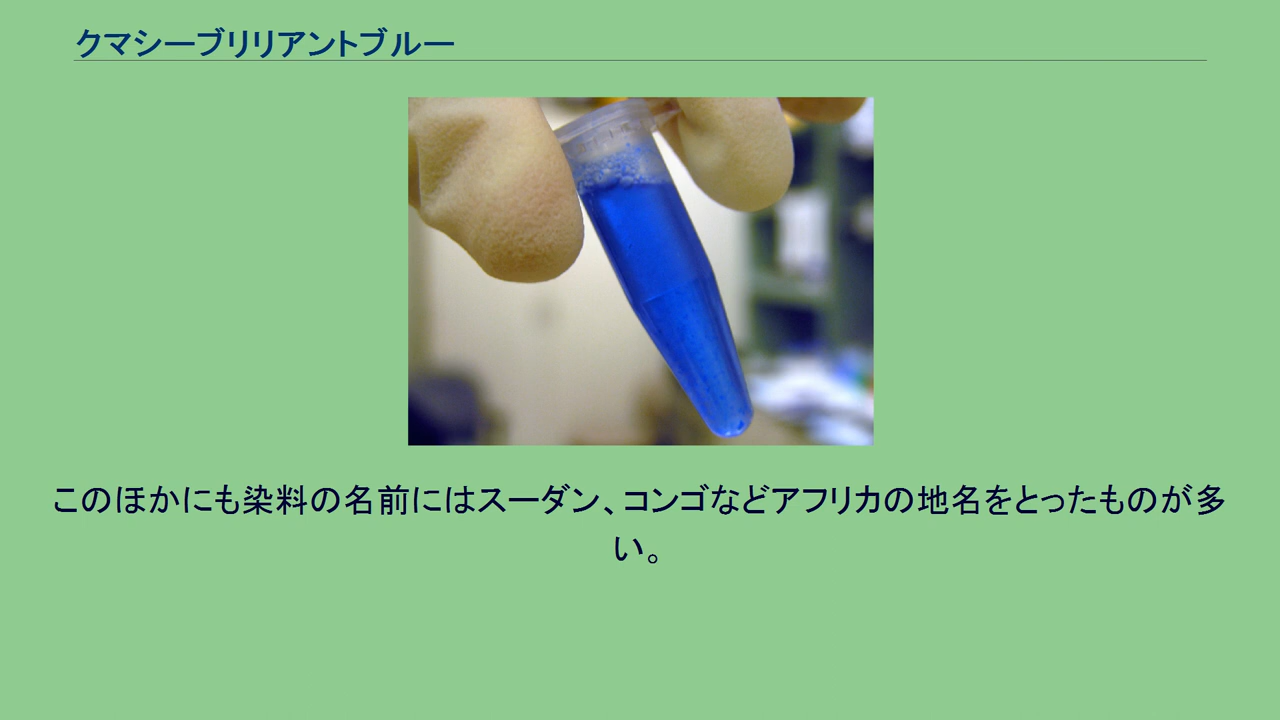 クマシーブリリアントブルー
このほかにも染料の名前にはスーダン、コンゴなどアフリカの地名をとったものが多
い。